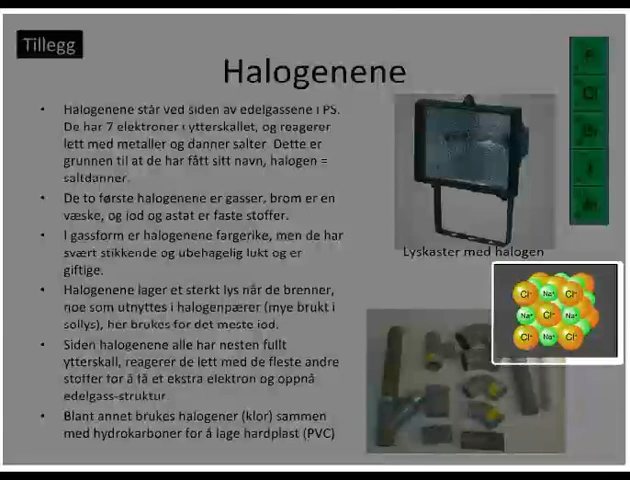 Tillegg
Halogenene
• Halogenene står ved siden av edelgassene i PS.
De har 7 elektroner i ytterskallet, og reagerer
lett med metaller og danner salter. Dette er
grunnen til at de har fått sitt navn, halogen =
saltdanner.
• De to første halogenene er gasser, brom er en
væske, og iod og astat er faste stoffer.
• I gassform er halogenene fargerike, men de har
svært stikkende og ubehagelig lukt og er
giftige.
• Halogenene lager et sterkt lys når de brenner,
noe som utnyttes i halogenpærer (mye brukt i
sollys), her brukes for det meste iod.
• Siden halogenene alle har nesten fullt
ytterskall, reagerer de lett med de fleste andre
stoffer for å få et ekstra elektron og oppnå
edelgass-struktur
• Blant annet brukes halogener (klor) sammen
med hydrokarboner for å lage hardplast (PVC)
F
Cl
Br
I
At
Lyskaster med halogen
Cl⁻ Na⁺ Cl⁻
Na⁺ Cl⁻ Na⁺
Cl⁻ Na⁺ Cl⁻